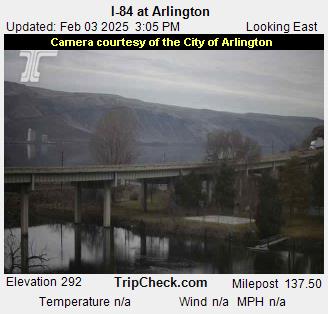 I-84 at Arlington
Updated: Feb 03 2025 3:05 PM Looking East
Camera courtesy of the City of Arlington
Elevation 292 TripCheck.com Milepost 137.50
Temperature n/a Wind n/a MPH n/a